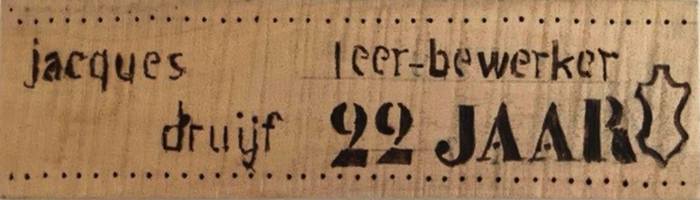 jacques leer-bewerker
druijf 22 JAAR